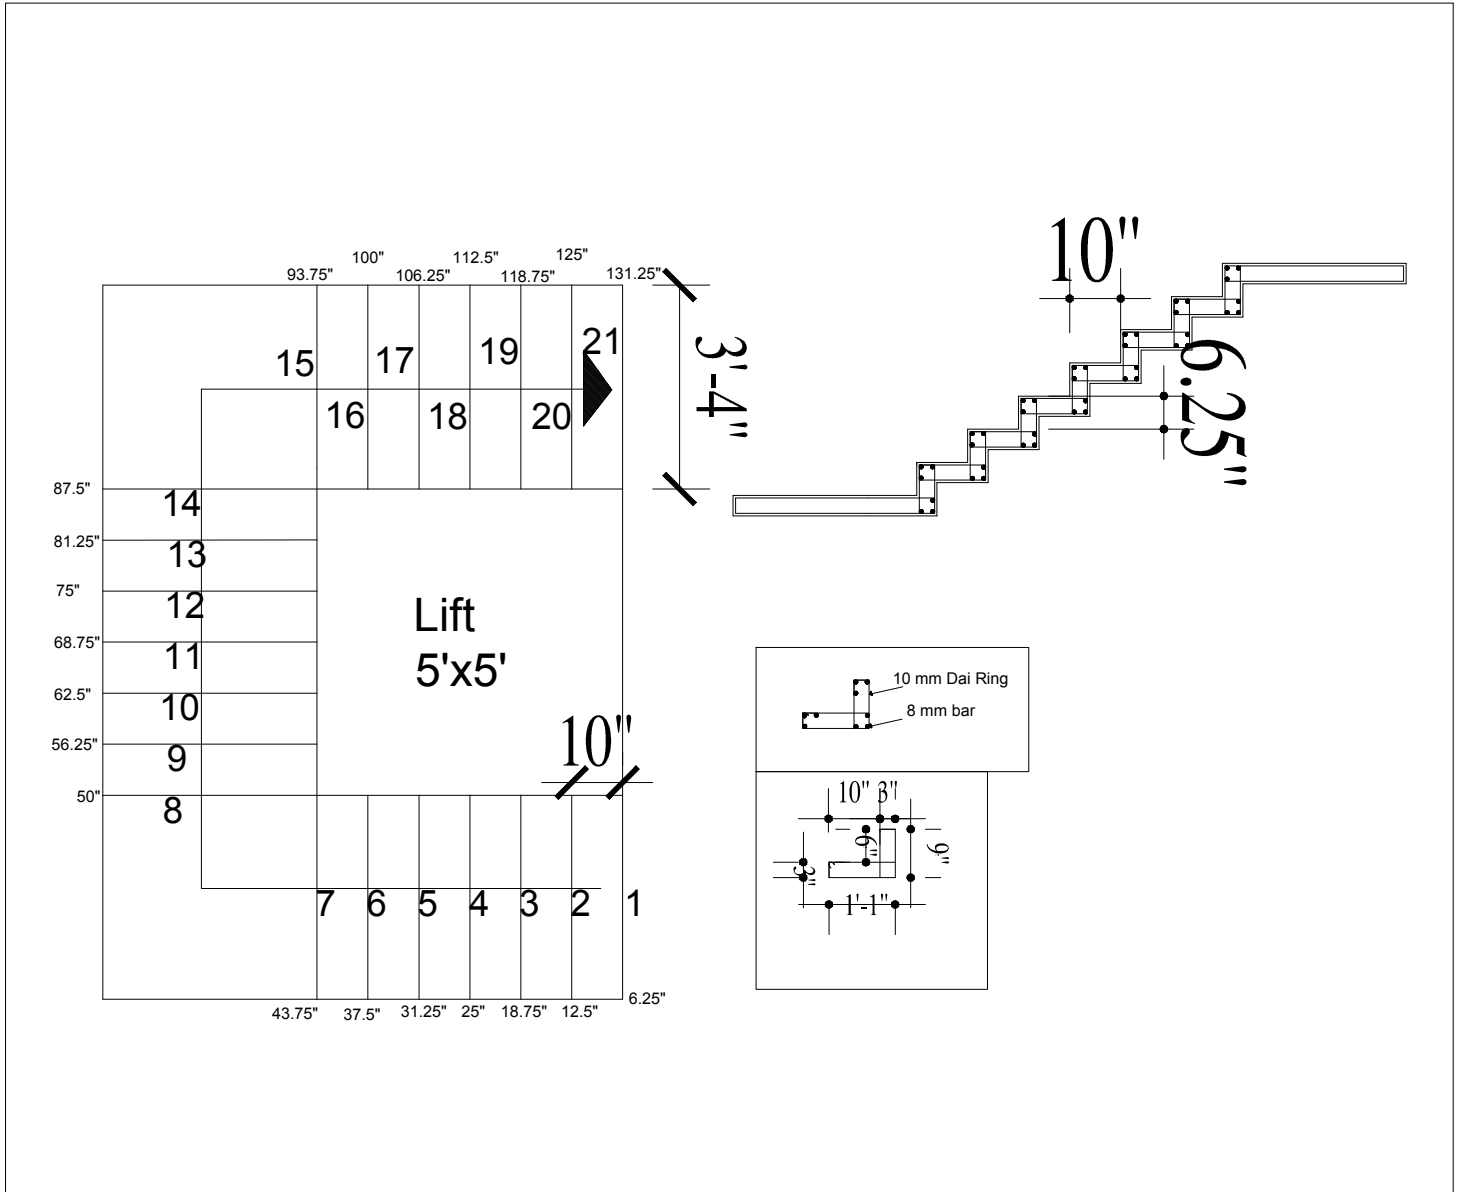 100" 112.5" 125"
93.75" 106.25" 118.75" 131.25"
15 17 19 21
16 18 20
3'-4"
87.5" 14
81.25" 13
75" 12
68.75" 11
62.5" 10
56.25" 9
50" 8
Lift
5'x5'
10"
7 6 5 4 3 2 1
6.25"
43.75" 37.5" 31.25" 25" 18.75" 12.5"
10"
6.25"
10 mm Dai Ring
8 mm bar
10" 3"
6"
9"
3"
1'-1"